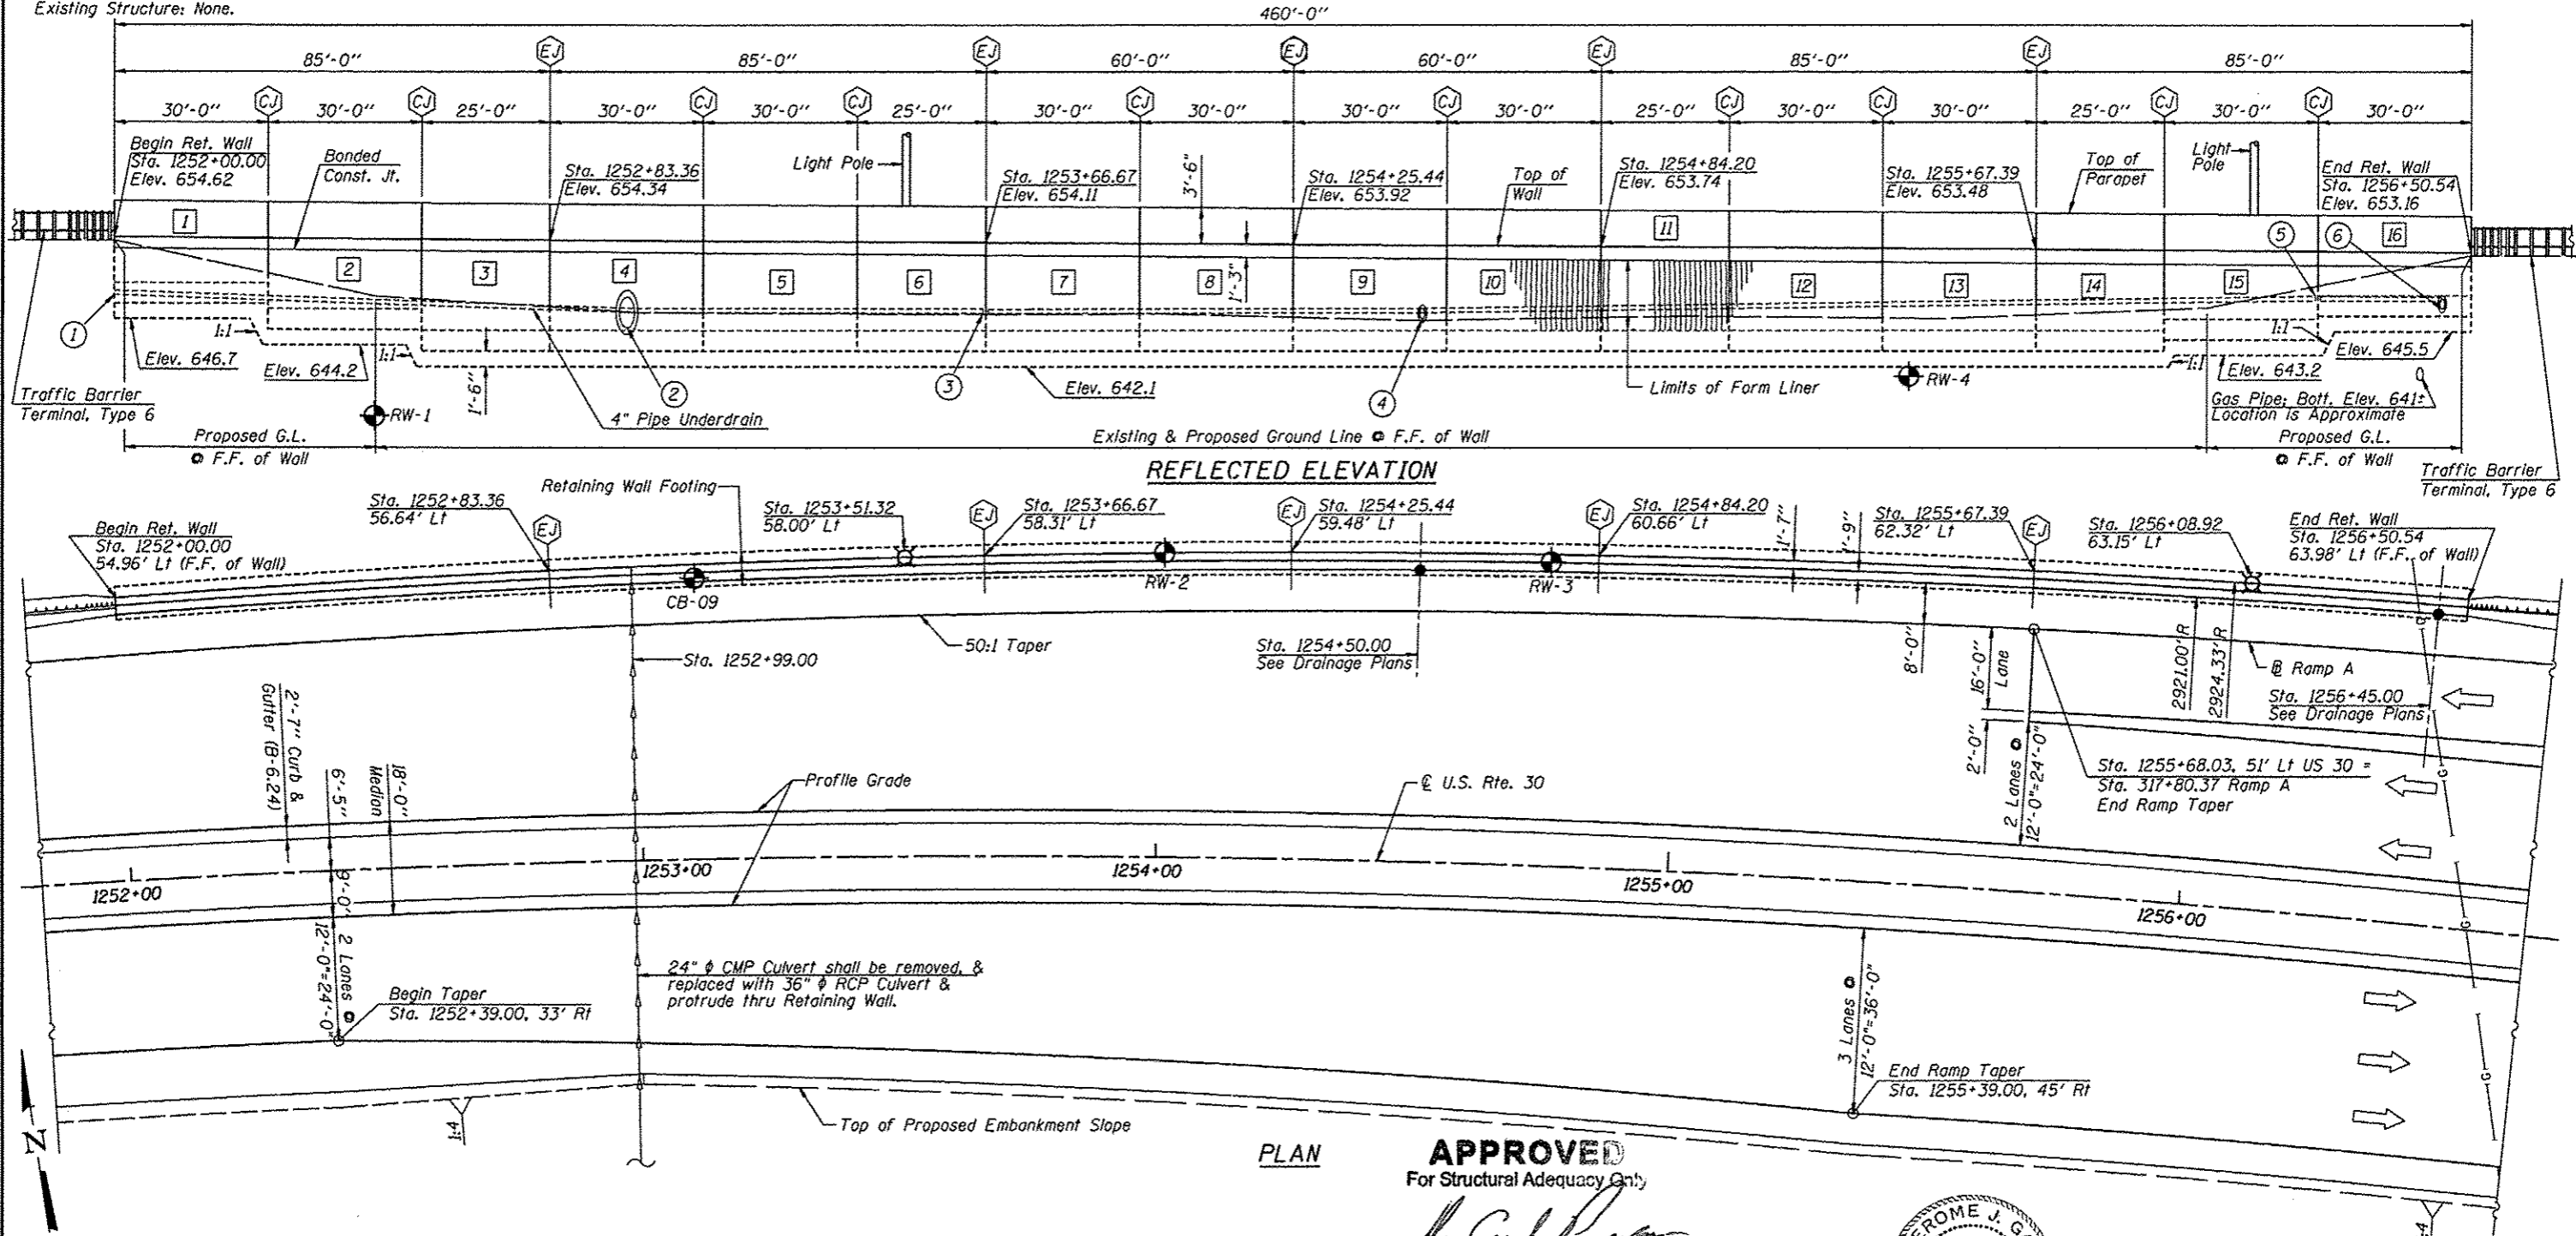 Existing Structure: None.
460'-0"
EJ EJ EJ EJ EJ
85'-0" 85'-0" 60'-0" 60'-0" 85'-0" 85'-0"
CJ CJ CJ CJ CJ CJ CJ CJ CJ CJ
30'-0" 30'-0" 25'-0" 30'-0" 30'-0" 25'-0" 30'-0" 30'-0" 30'-0" 30'-0" 25'-0" 30'-0" 30'-0" 25'-0" 30'-0" 30'-0"
Begin Ret. Wall
Sta. 1252+00.00
Elev. 654.62
Bonded
Const. Jt.
Sta. 1252+83.36
Elev. 654.34
Light Pole
Sta. 1253+66.67
Elev. 654.11
3'-6"
Sta. 1254+25.44
Elev. 653.92
Top of
Wall
Sta. 1254+84.20
Elev. 653.74
Sta. 1255+67.39
Elev. 653.48
Top of
Parapet
Light
Pole
End Ret. Wall
Sta. 1256+50.54
Elev. 653.16
1 2 3 4 5 6 7 8 9 10 11 12 13 14 15 16
1'-3"
5 6
1
1:1
1:1
Elev. 646.7
Elev. 644.2
1'-6"
2
3
4
Elev. 642.1
4" Pipe Underdrain
Limits of Form Liner
RW-4
RW-1
1:1
1:1
Elev. 645.5
Elev. 643.2
Gas Pipe; Bott. Elev. 641±
Location is Approximate
Traffic Barrier
Terminal, Type 6
Proposed G.L.
@ F.F. of Wall
Existing & Proposed Ground Line @ F.F. of Wall
Proposed G.L.
@ F.F. of Wall
Traffic Barrier
Terminal, Type 6
REFLECTED ELEVATION
Begin Ret. Wall
Sta. 1252+00.00
54.96' Lt (F.F. of Wall)
Sta. 1252+83.36
56.64' Lt
Retaining Wall Footing
EJ
Sta. 1253+51.32
58.00' Lt
EJ
Sta. 1253+66.67
58.31' Lt
EJ
Sta. 1254+25.44
59.48' Lt
EJ
Sta. 1254+84.20
60.66' Lt
1'-7"
1'-9"
Sta. 1255+67.39
62.32' Lt
EJ
Sta. 1256+08.92
63.15' Lt
End Ret. Wall
Sta. 1256+50.54
63.98' Lt (F.F. of Wall)
CB-09
RW-2
RW-3
50:1 Taper
Sta. 1252+99.00
Sta. 1254+50.00
See Drainage Plans
8'-0"
16'-0"
Lane
2921.00' R
2924.33' R
℄ Ramp A
Sta. 1256+45.00
See Drainage Plans
G
2'-0"
2 Lanes @
12'-0"=24'-0"
Sta. 1255+68.03, 51' Lt US 30 =
Sta. 317+80.37 Ramp A
End Ramp Taper
G
2'-7" Curb &
Gutter (B-6.24)
6'-5"
18'-0"
Median
Profile Grade
℄ U.S. Rte. 30
1252+00
1253+00
1254+00
1255+00
1256+00
G
9'-0"
2 Lanes @
12'-0"=24'-0"
Begin Taper
Sta. 1252+39.00, 33' Rt
24" ϕ CMP Culvert shall be removed, &
replaced with 36" ϕ RCP Culvert &
protrude thru Retaining Wall.
3 Lanes @
12'-0"=36'-0"
End Ramp Taper
Sta. 1255+39.00, 45' Rt
G
Top of Proposed Embankment Slope
1:4
N
PLAN
APPROVED
For Structural Adequacy Only